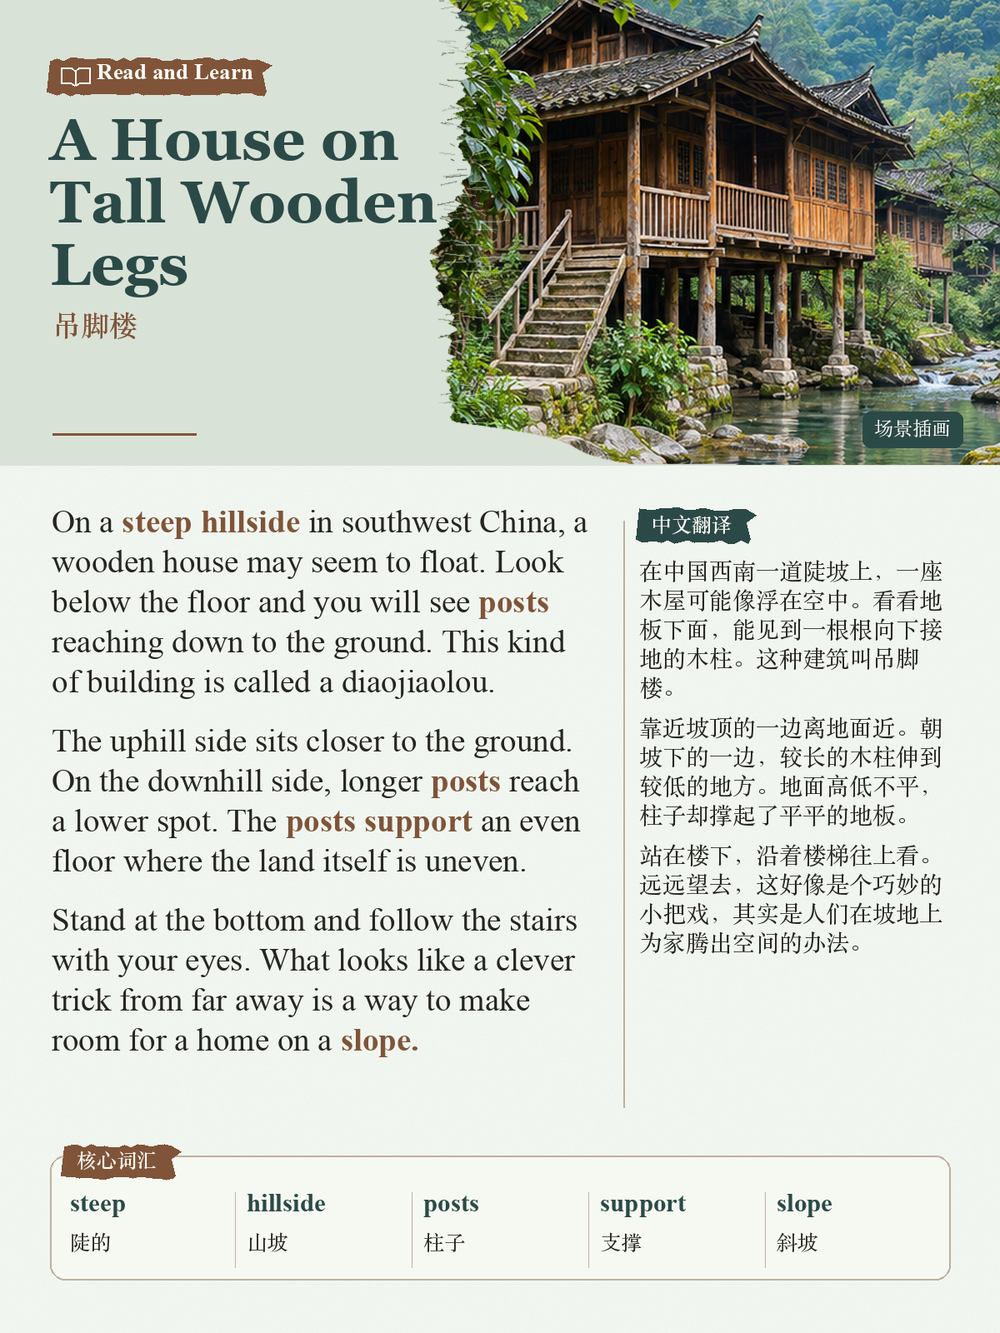 Read and Learn
A House on
Tall Wooden
Legs
吊脚楼
场景插画
On a steep hillside in southwest China, a
wooden house may seem to float. Look
below the floor and you will see posts
reaching down to the ground. This kind
of building is called a diaojiaolou.
The uphill side sits closer to the ground.
On the downhill side, longer posts reach
a lower spot. The posts support an even
floor where the land itself is uneven.
Stand at the bottom and follow the stairs
with your eyes. What looks like a clever
trick from far away is a way to make
room for a home on a slope.
中文翻译
在中国西南一道陡坡上，一座
木屋可能像浮在空中。看看地
板下面，能见到一根根向下接
地的木柱。这种建筑叫吊脚
楼。
靠近坡顶的一边离地面近。朝
坡下的一边，较长的木柱伸到
较低的地方。地面高低不平，
柱子却撑起了平平的地板。
站在楼下，沿着楼梯往上看。
远远望去，这好像是个巧妙的
小把戏，其实是人们在坡地上
为家腾出空间的办法。
核心词汇
steep
陡的
hillside
山坡
posts
柱子
support
支撑
slope
斜坡